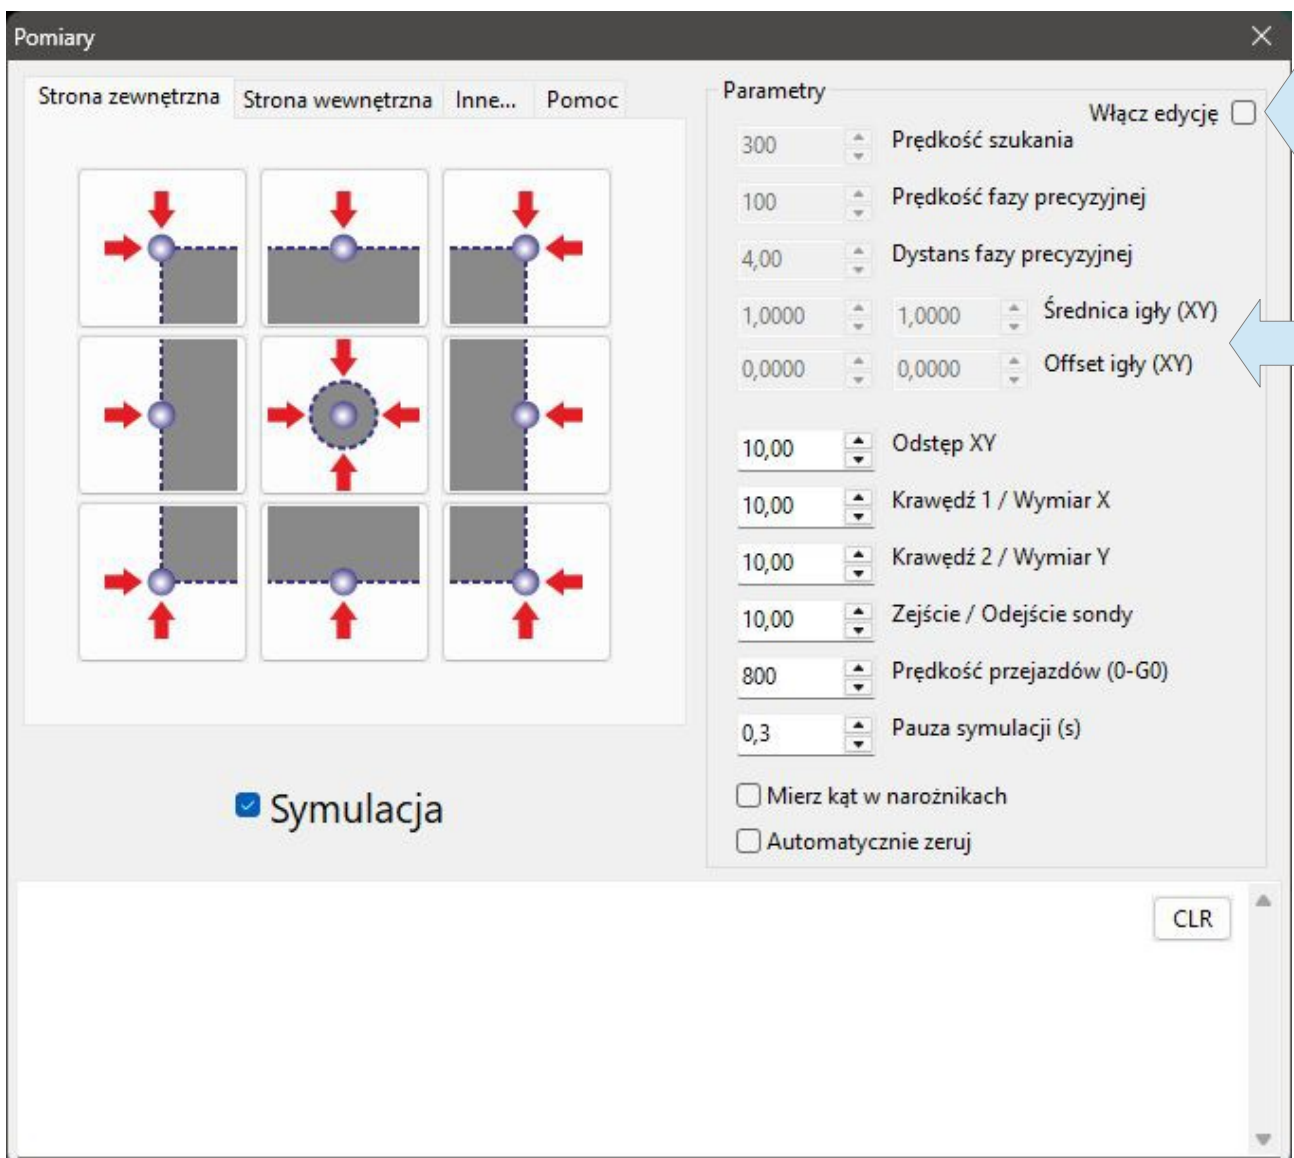 Pomiary
Strona zewnętrzna Strona wewnętrzna Inne... Pomoc
Symulacja
Parametry
Włącz edycję
300 Prędkość szukania
100 Prędkość fazy precyzyjnej
4,00 Dystans fazy precyzyjnej
1,0000 1,0000 Średnica igły (XY)
0,0000 0,0000 Offset igły (XY)
10,00 Odstęp XY
10,00 Krawędź 1 / Wymiar X
10,00 Krawędź 2 / Wymiar Y
10,00 Zejście / Odejście sondy
800 Prędkość przejazdów (0-G0)
0,3 Pauza symulacji (s)
Mierz kąt w narożnikach
Automatycznie zeruj
CLR